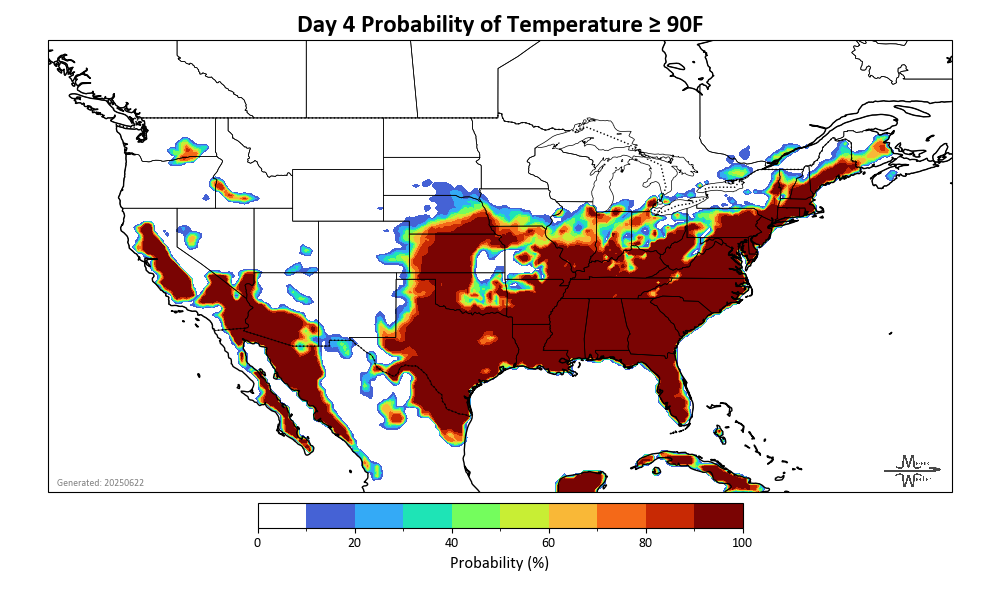 Day 4 Probability of Temperature ≥ 90F
Generated: 20250622
0 20 40 60 80 100
Probability (%)